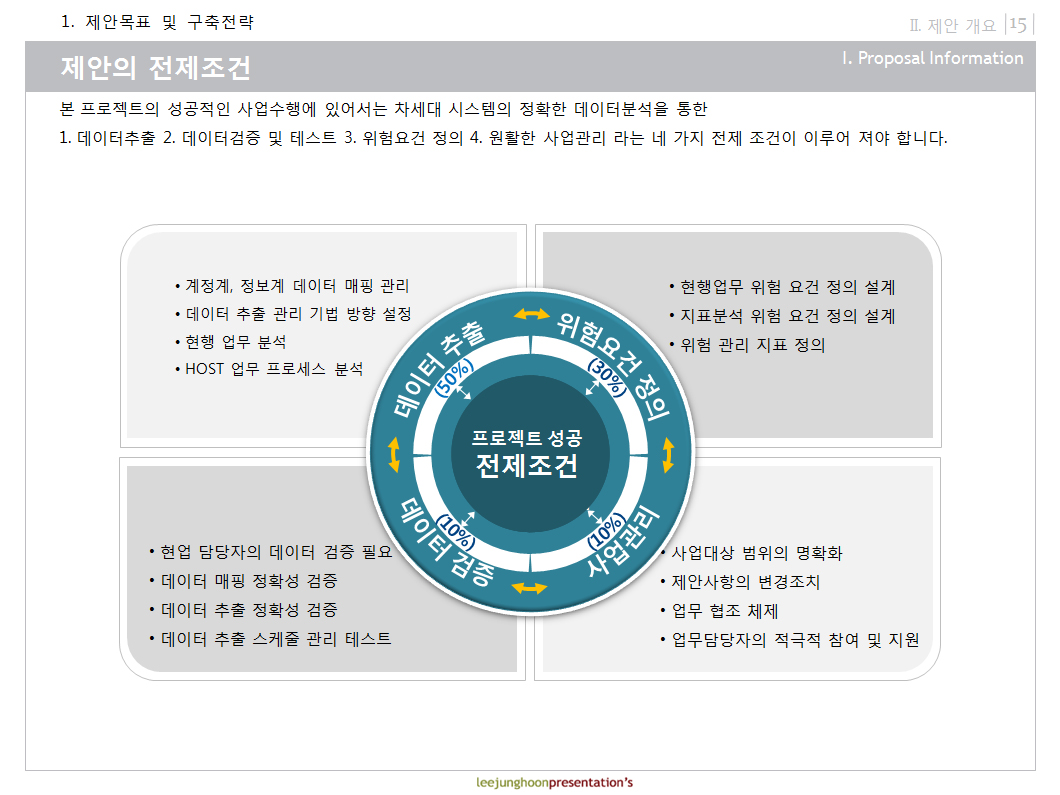 1. 제안목표 및 구축전략
II. 제안 개요 15
제안의 전제조건
I. Proposal Information
본 프로젝트의 성공적인 사업수행에 있어서는 차세대 시스템의 정확한 데이터분석을 통한
1. 데이터추출 2. 데이터검증 및 테스트 3. 위험요건 정의 4. 원활한 사업관리 라는 네 가지 전제 조건이 이루어 져야 합니다.
• 계정계, 정보계 데이터 매핑 관리
• 데이터 추출 관리 기법 방향 설정
• 현행 업무 분석
• HOST 업무 프로세스 분석
• 현행업무 위험 요건 정의 설계
• 지표분석 위험 요건 정의 설계
• 위험 관리 지표 정의
데이터 추출
(50%)
위험요건 정의
(30%)
프로젝트 성공
전제조건
데이터 검증
(10%)
사업관리
(10%)
• 현업 담당자의 데이터 검증 필요
• 데이터 매핑 정확성 검증
• 데이터 추출 정확성 검증
• 데이터 추출 스케줄 관리 테스트
• 사업대상 범위의 명확화
• 제안사항의 변경조치
• 업무 협조 체제
• 업무담당자의 적극적 참여 및 지원
leejunghoonpresentation's